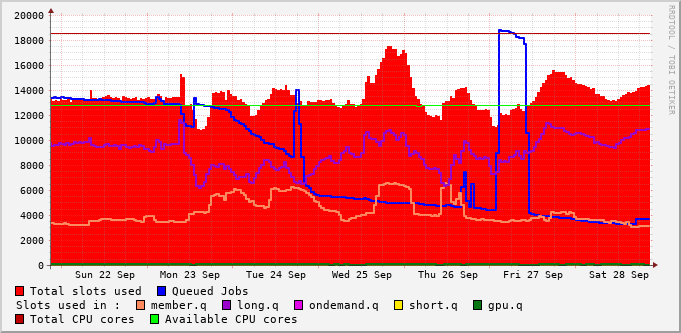 20000
18000
16000
14000
12000
10000
8000
6000
4000
2000
0
Sun 22 Sep Mon 23 Sep Tue 24 Sep Wed 25 Sep Thu 26 Sep Fri 27 Sep Sat 28 Sep
Total slots used Queued Jobs
Slots used in : member.q long.q ondemand.q short.q gpu.q
Total CPU cores Available CPU cores
RRDTOOL / TOBI OETIKER